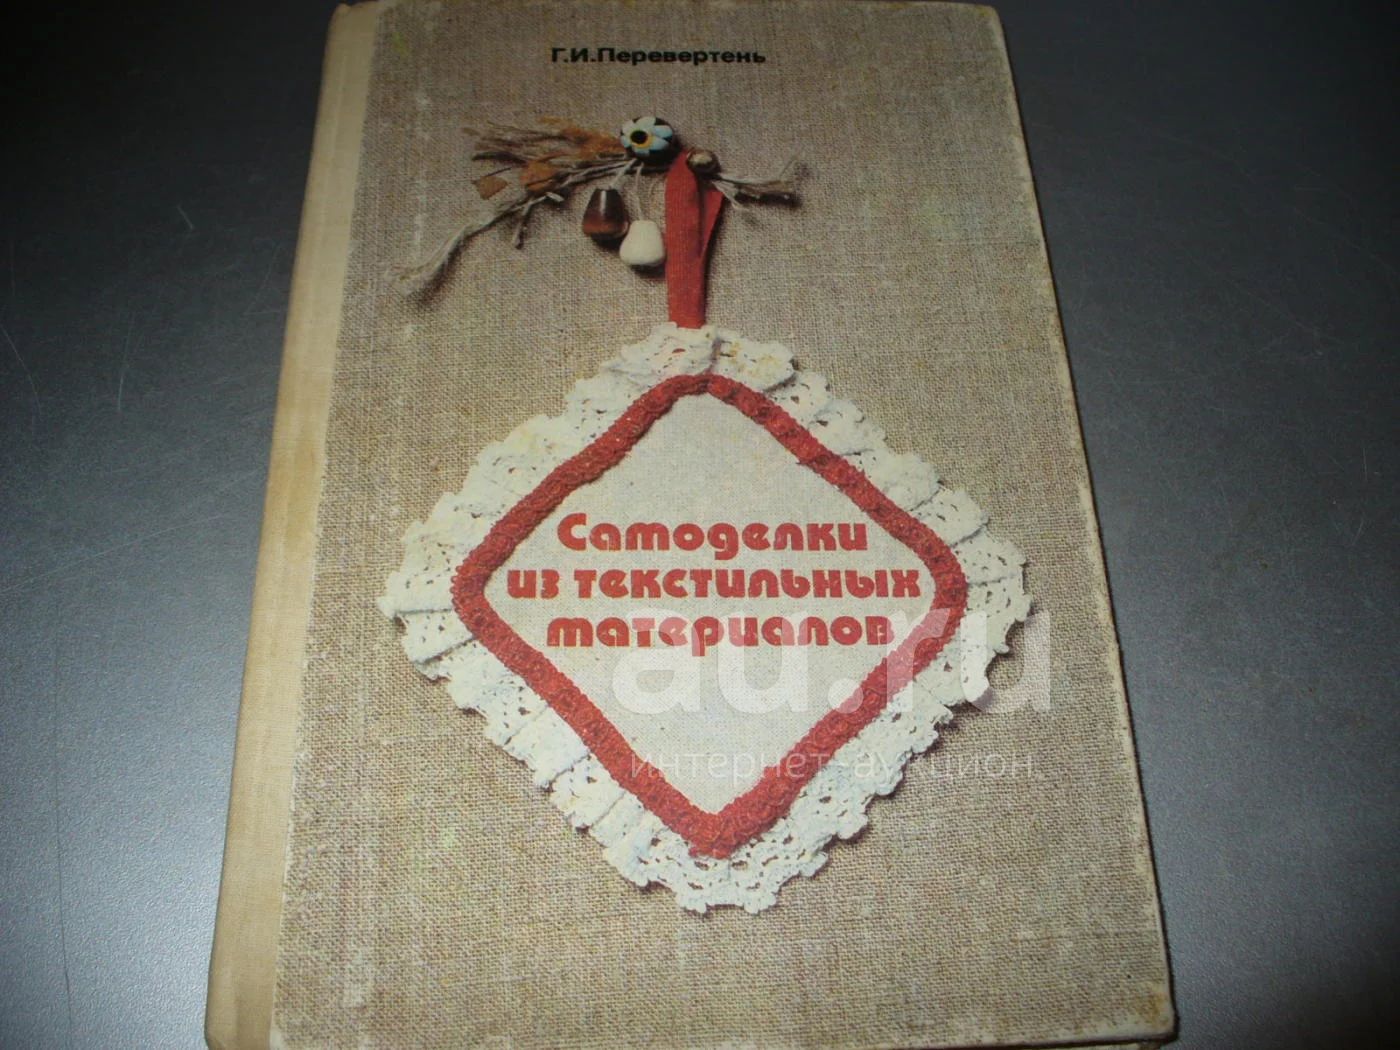 Г.И.Перевертень
Самоделки
из текстильных
материалов
au.ru
интернет-аукцион